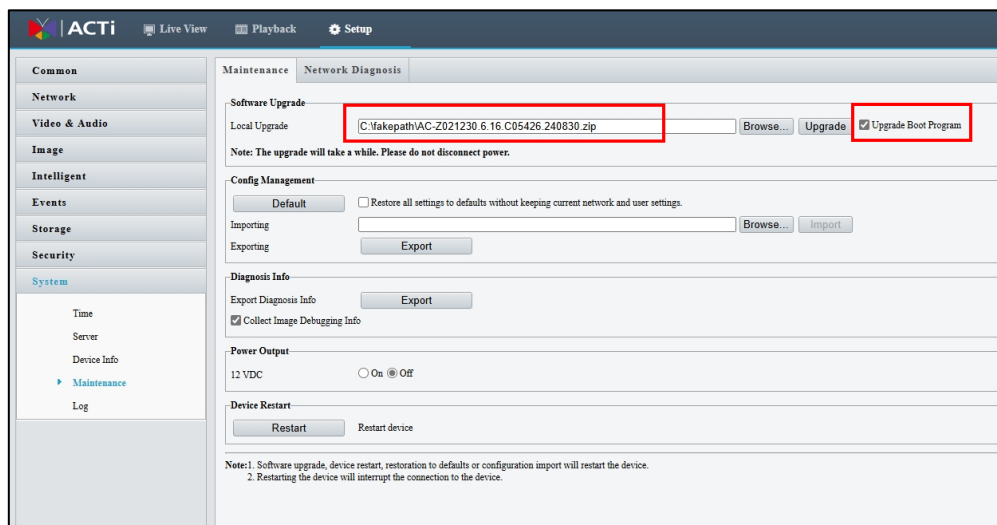 ACTi Live View Playback Setup
Common
Network
Video & Audio
Image
Intelligent
Events
Storage
Security
System
Time
Server
Device Info
Maintenance
Log
Maintenance Network Diagnosis
Software Upgrade
Local Upgrade C:\fakepath\AC-Z021230.6.16.C05426.240830.zip Browse... Upgrade Upgrade Boot Program
Note: The upgrade will take a while. Please do not disconnect power.
Config Management
Default Restore all settings to defaults without keeping current network and user settings.
Importing Browse... Import
Exporting Export
Diagnosis Info
Export Diagnosis Info Export
Collect Image Debugging Info
Power Output
12 VDC On Off
Device Restart
Restart Restart device
Note:1. Software upgrade, device restart, restoration to defaults or configuration import will restart the device.
2. Restarting the device will interrupt the connection to the device.